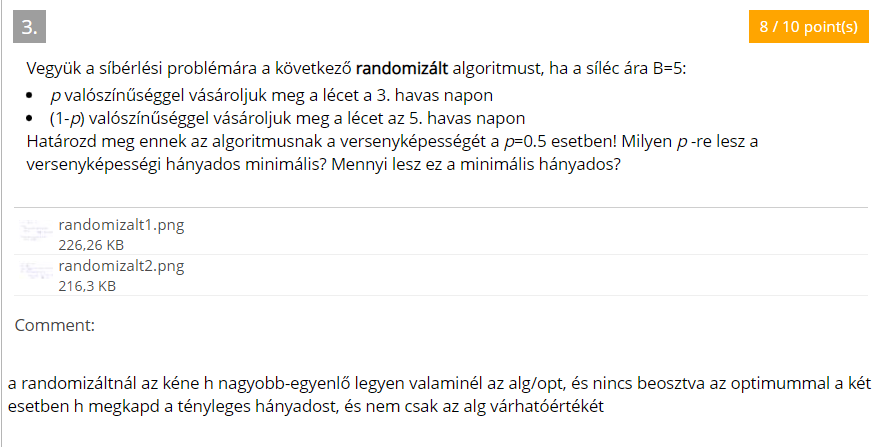 3.
8 / 10 point(s)
Vegyük a síbérlési problémára a következő randomizált algoritmust, ha a síléc ára B=5:
• p valószínűséggel vásároljuk meg a lécet a 3. havas napon
• (1-p) valószínűséggel vásároljuk meg a lécet az 5. havas napon
Határozd meg ennek az algoritmusnak a versenyképességét a p=0.5 esetben! Milyen p -re lesz a
versenyképességi hányados minimális? Mennyi lesz ez a minimális hányados?
randomizalt1.png
226,26 KB
randomizalt2.png
216,3 KB
Comment:
a randomizáltnál az kéne h nagyobb-egyenlő legyen valaminél az alg/opt, és nincs beosztva az optimummal a két
esetben h megkapd a tényleges hányadost, és nem csak az alg várhatóértékét